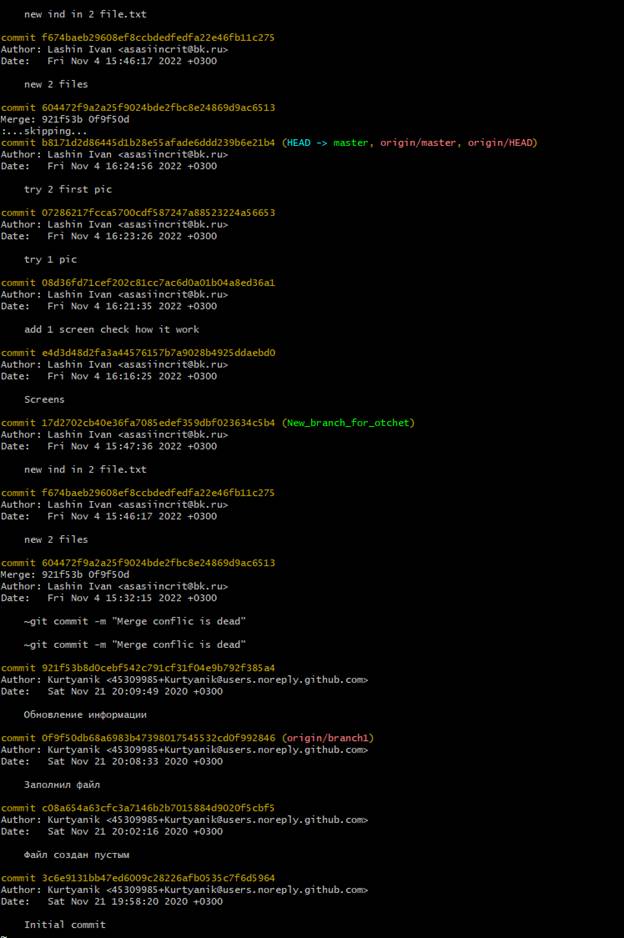 new ind in 2 file.txt
commit f674baeb29608ef8ccbdedfedfa22e46fb11c275
Author: Lashin Ivan <asasiincrit@bk.ru>
Date:   Fri Nov 4 15:46:17 2022 +0300
new 2 files
commit 604472f9a2a25f9024bde2fbc8e24869d9ac6513
Merge: 921f53b 0f9f50d
:...skipping...
commit b8171d2d86445d1b28e55afade6ddd239b6e21b4 (HEAD -> master, origin/master, origin/HEAD)
Author: Lashin Ivan <asasiincrit@bk.ru>
Date:   Fri Nov 4 16:24:56 2022 +0300
try 2 first pic
commit 07286217fcca5700cdf587247a88523224a56653
Author: Lashin Ivan <asasiincrit@bk.ru>
Date:   Fri Nov 4 16:23:26 2022 +0300
try 1 pic
commit 08d36fd71cef202c81cc7ac6d0a01b04a8ed36a1
Author: Lashin Ivan <asasiincrit@bk.ru>
Date:   Fri Nov 4 16:21:35 2022 +0300
add 1 screen check how it work
commit e4d3d48d2fa3a44576157b7a9028b4925ddaebd0
Author: Lashin Ivan <asasiincrit@bk.ru>
Date:   Fri Nov 4 16:16:25 2022 +0300
Screens
commit 17d2702cb40e36fa7085edef359dbf023634c5b4 (New_branch_for_otchet)
Author: Lashin Ivan <asasiincrit@bk.ru>
Date:   Fri Nov 4 15:47:36 2022 +0300
new ind in 2 file.txt
commit f674baeb29608ef8ccbdedfedfa22e46fb11c275
Author: Lashin Ivan <asasiincrit@bk.ru>
Date:   Fri Nov 4 15:46:17 2022 +0300
new 2 files
commit 604472f9a2a25f9024bde2fbc8e24869d9ac6513
Merge: 921f53b 0f9f50d
Author: Lashin Ivan <asasiincrit@bk.ru>
Date:   Fri Nov 4 15:32:15 2022 +0300
~git commit -m "Merge conflic is dead"
~git commit -m "Merge conflic is dead"
commit 921f53b8d0cebf542c791cf31f04e9b792f385a4
Author: Kurtyanik <45309985+Kurtyanik@users.noreply.github.com>
Date:   Sat Nov 21 20:09:49 2020 +0300
Обновление информации
commit 0f9f50db68a6983b47398017545532cd0f992846 (origin/branch1)
Author: Kurtyanik <45309985+Kurtyanik@users.noreply.github.com>
Date:   Sat Nov 21 20:08:33 2020 +0300
Заполнил файл
commit c08a654a63cfc3a7146b2b7015884d9020f5cbf5
Author: Kurtyanik <45309985+Kurtyanik@users.noreply.github.com>
Date:   Sat Nov 21 20:02:16 2020 +0300
Файл создан пустым
commit 3c6e9131bb47ed6009c28226afb0535c7f6d5964
Author: Kurtyanik <45309985+Kurtyanik@users.noreply.github.com>
Date:   Sat Nov 21 19:58:20 2020 +0300
Initial commit
~